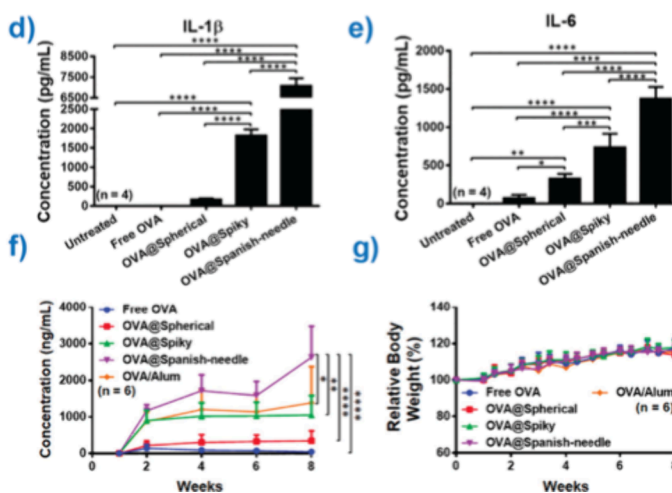 d)
IL-1β
****
****
****
****
****
****
****
Concentration (pg/mL)
7500
7000
6500
2500
2000
1500
1000
500
0
(n = 4)
Untreated
Free OVA
OVA@Spherical
OVA@Spiky
OVA@Spanish-needle
e)
IL-6
****
****
****
****
****
****
***
**
*
Concentration (pg/mL)
2000
1500
1000
500
0
(n = 4)
Untreated
Free OVA
OVA@Spherical
OVA@Spiky
OVA@Spanish-needle
f)
Concentration (ng/mL)
4000
3000
2000
1000
0
Free OVA
OVA@Spherical
OVA@Spiky
OVA@Spanish-needle
OVA/Alum
(n = 6)
*
**
****
****
0 2 4 6 8
Weeks
g)
Relative Body
Weight (%)
140
120
100
80
60
Free OVA
OVA@Spherical
OVA@Spiky
OVA@Spanish-needle
OVA/Alum
(n = 6)
0 2 4 6 8
Weeks